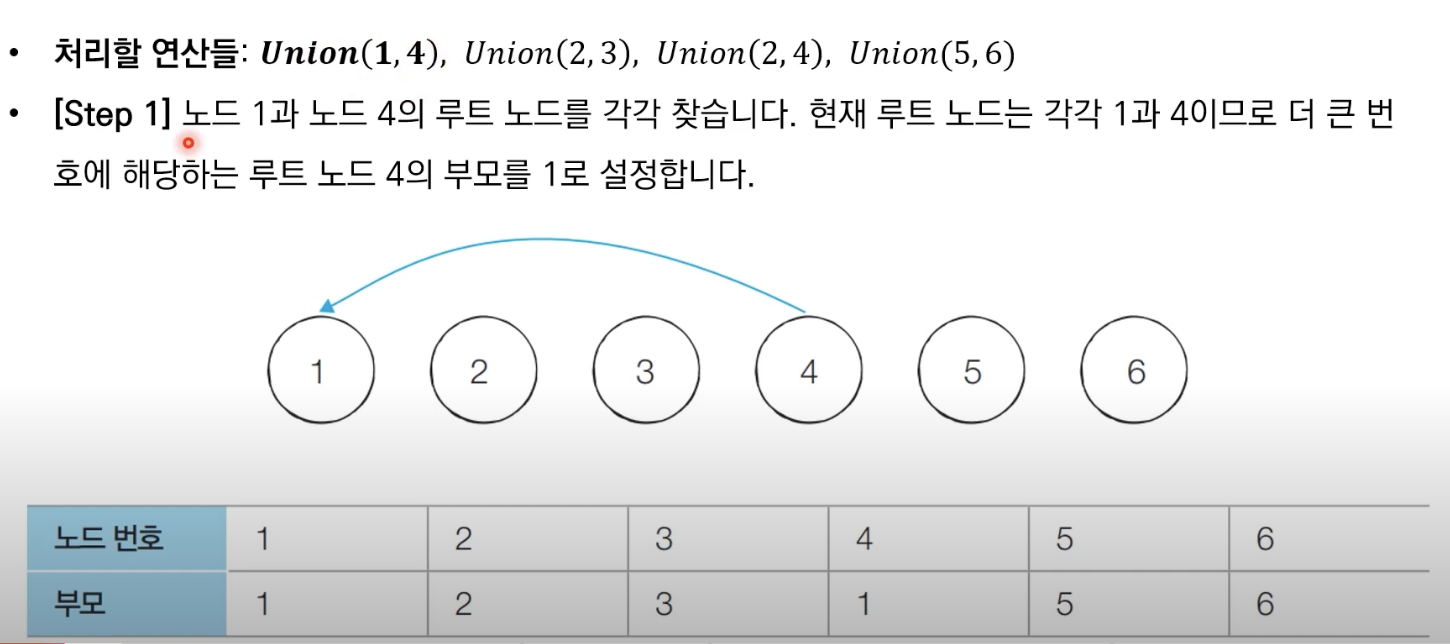 • 처리할 연산들: Union(1, 4), Union(2, 3), Union(2, 4), Union(5, 6)
• [Step 1] 노드 1과 노드 4의 루트 노드를 각각 찾습니다. 현재 루트 노드는 각각 1과 4이므로 더 큰 번
호에 해당하는 루트 노드 4의 부모를 1로 설정합니다.
1 2 3 4 5 6
노드 번호 1 2 3 4 5 6
부모 1 2 3 1 5 6